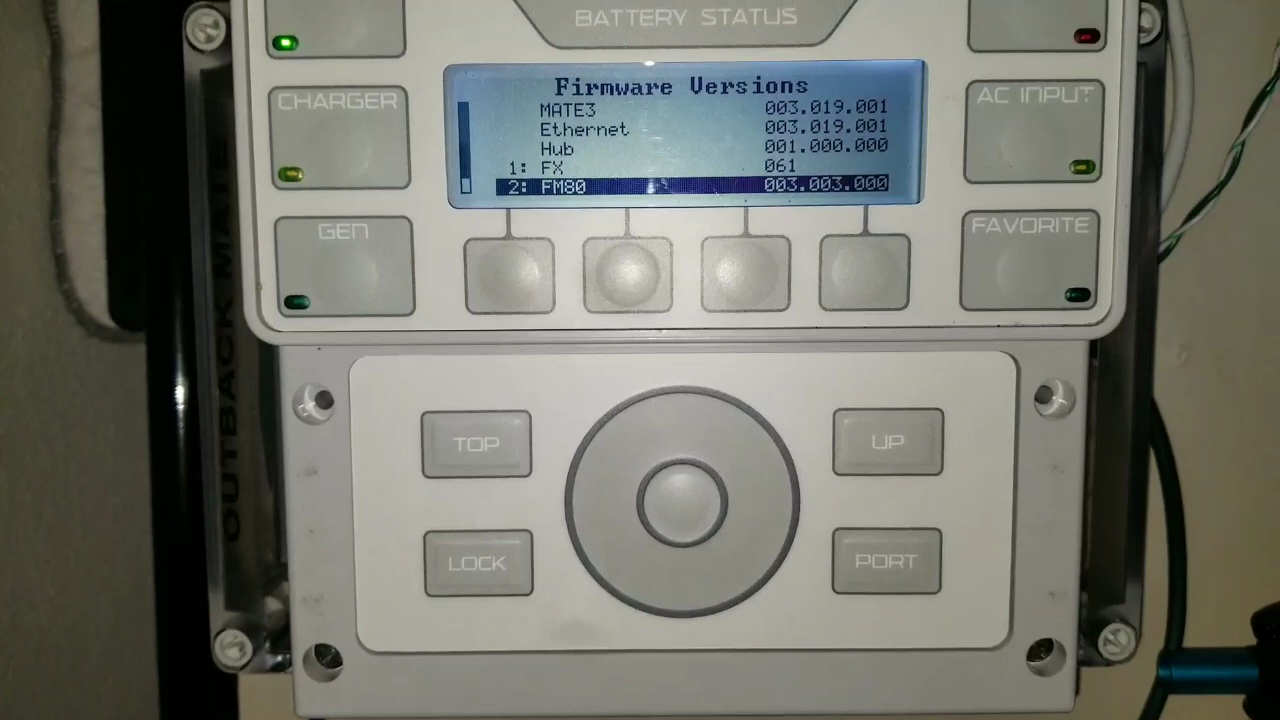 BATTERY STATUS
CHARGER
AC INPUT
GEN
FAVORITE
Firmware Versions
MATE3 003.019.001
Ethernet 003.019.001
Hub 001.000.000
1: FX 061
2: FM80 003.003.000
TOP
UP
LOCK
PORT
OUTBACK MATE